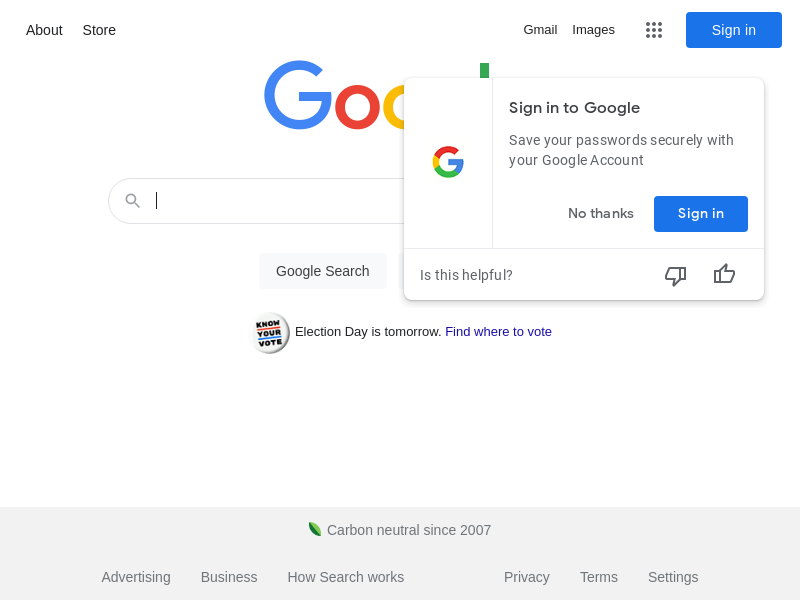 About
Store
Gmail
Images
Sign in
Goo
Sign in to Google
Save your passwords securely with
your Google Account
No thanks
Sign in
Is this helpful?
Google Search
KNOW
YOUR
VOTE
Election Day is tomorrow. Find where to vote
Carbon neutral since 2007
Advertising
Business
How Search works
Privacy
Terms
Settings